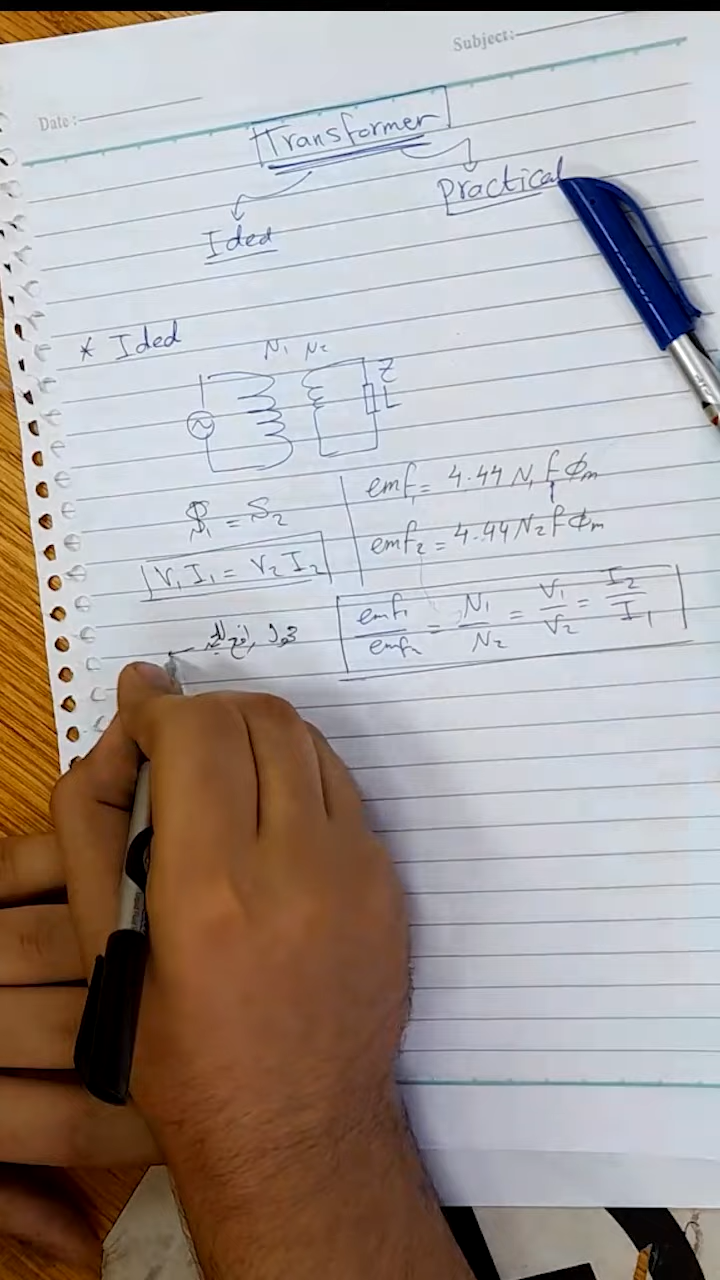 Subject:
Date:
Transformer
Practical
Ided
* Ided
N₁ N₂
Z
L
S₁ = S₂
V₁ I₁ = V₂ I₂
emf₁ = 4.44 N₁ f Φₘ
emf₂ = 4.44 N₂ f Φₘ
emf₁/emf₂ = N₁/N₂ = V₁/V₂ = I₂/I₁